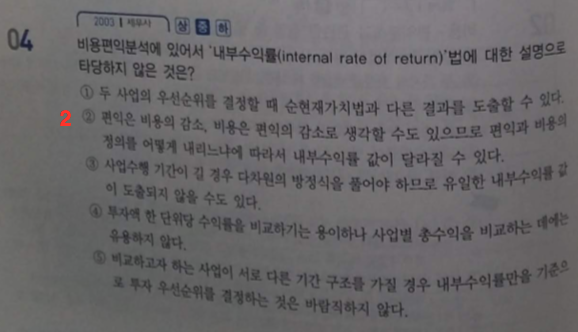 2003 | 세무사 상 중 하
04
비용편익분석에 있어서 '내부수익률(internal rate of return)'법에 대한 설명으로
타당하지 않은 것은?
① 두 사업의 우선순위를 결정할 때 순현재가치법과 다른 결과를 도출할 수 있다.
2 ② 편익은 비용의 감소, 비용은 편익의 감소로 생각할 수도 있으므로 편익과 비용의
정의를 어떻게 내리느냐에 따라서 내부수익률 값이 달라질 수 있다.
③ 사업수행 기간이 길 경우 다차원의 방정식을 풀어야 하므로 유일한 내부수익률 값
이 도출되지 않을 수도 있다.
④ 투자액 한 단위당 수익률을 비교하기는 용이하나 사업별 총수익을 비교하는 데에는
유용하지 않다.
⑤ 비교하고자 하는 사업이 서로 다른 기간 구조를 가질 경우 내부수익률만을 기준으
로 투자 우선순위를 결정하는 것은 바람직하지 않다.